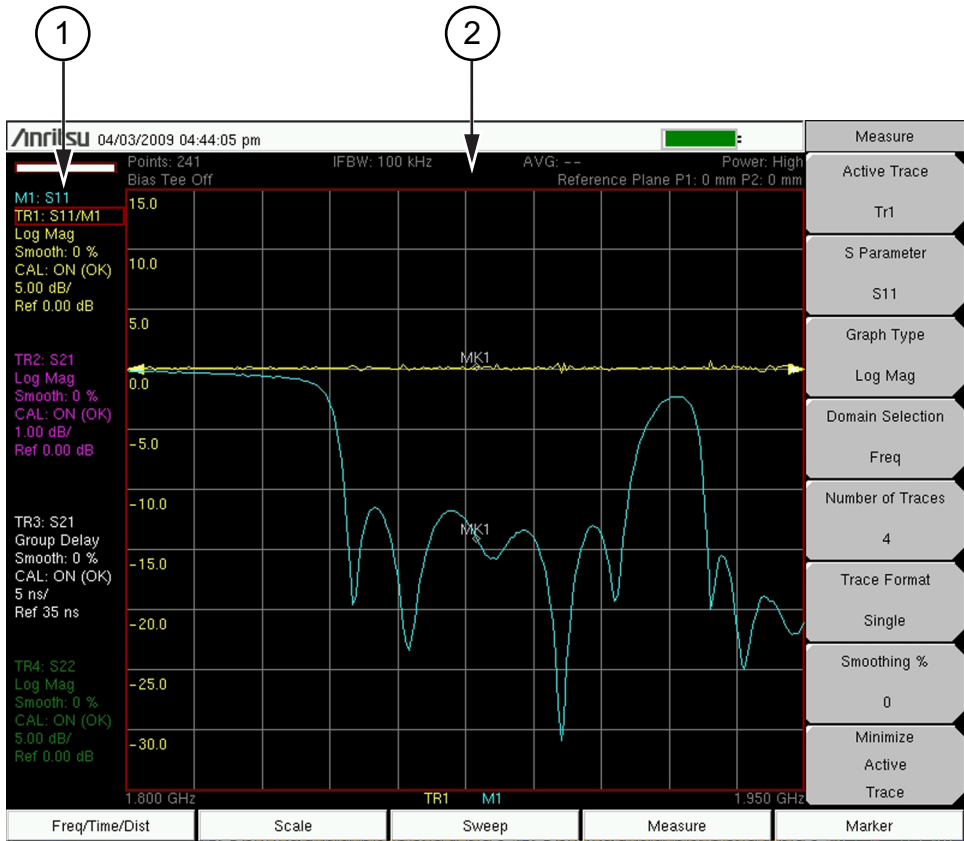 1
2
Anritsu 04/03/2009 04:44:05 pm
Points: 241 IFBW: 100 kHz AVG: -- Power: High
Bias Tee Off Reference Plane P1: 0 mm P2: 0 mm
M1: S11
TR1: S11/M1
Log Mag
Smooth: 0 %
CAL: ON (OK)
5.00 dB/
Ref 0.00 dB
TR2: S21
Log Mag
Smooth: 0 %
CAL: ON (OK)
1.00 dB/
Ref 0.00 dB
TR3: S21
Group Delay
Smooth: 0 %
CAL: ON (OK)
5 ns/
Ref 35 ns
TR4: S22
Log Mag
Smooth: 0 %
CAL: ON (OK)
5.00 dB/
Ref 0.00 dB
15.0
10.0
5.0
0.0
-5.0
-10.0
-15.0
-20.0
-25.0
-30.0
MK1
MK1
1.800 GHz TR1 M1 1.950 GHz
Measure
Active Trace
Tr1
S Parameter
S11
Graph Type
Log Mag
Domain Selection
Freq
Number of Traces
4
Trace Format
Single
Smoothing %
0
Minimize
Active
Trace
Freq/Time/Dist Scale Sweep Measure Marker